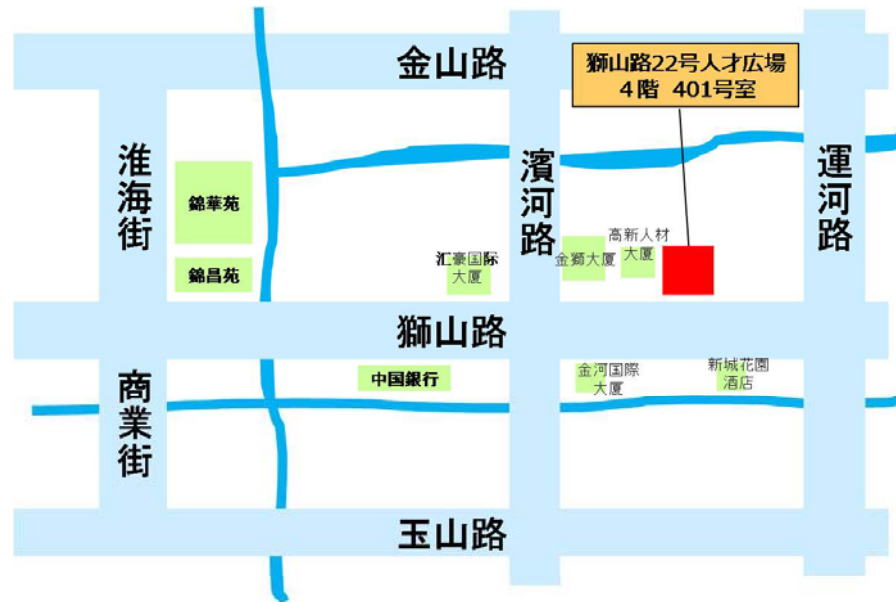 金山路
獅山路22号人才広場
４階 401号室
淮海街
濱河路
運河路
錦華苑
錦昌苑
汇豪国际
大厦
金獅大厦
高新人材
大厦
獅山路
商業街
中国銀行
金河国際
大厦
新城花園
酒店
玉山路